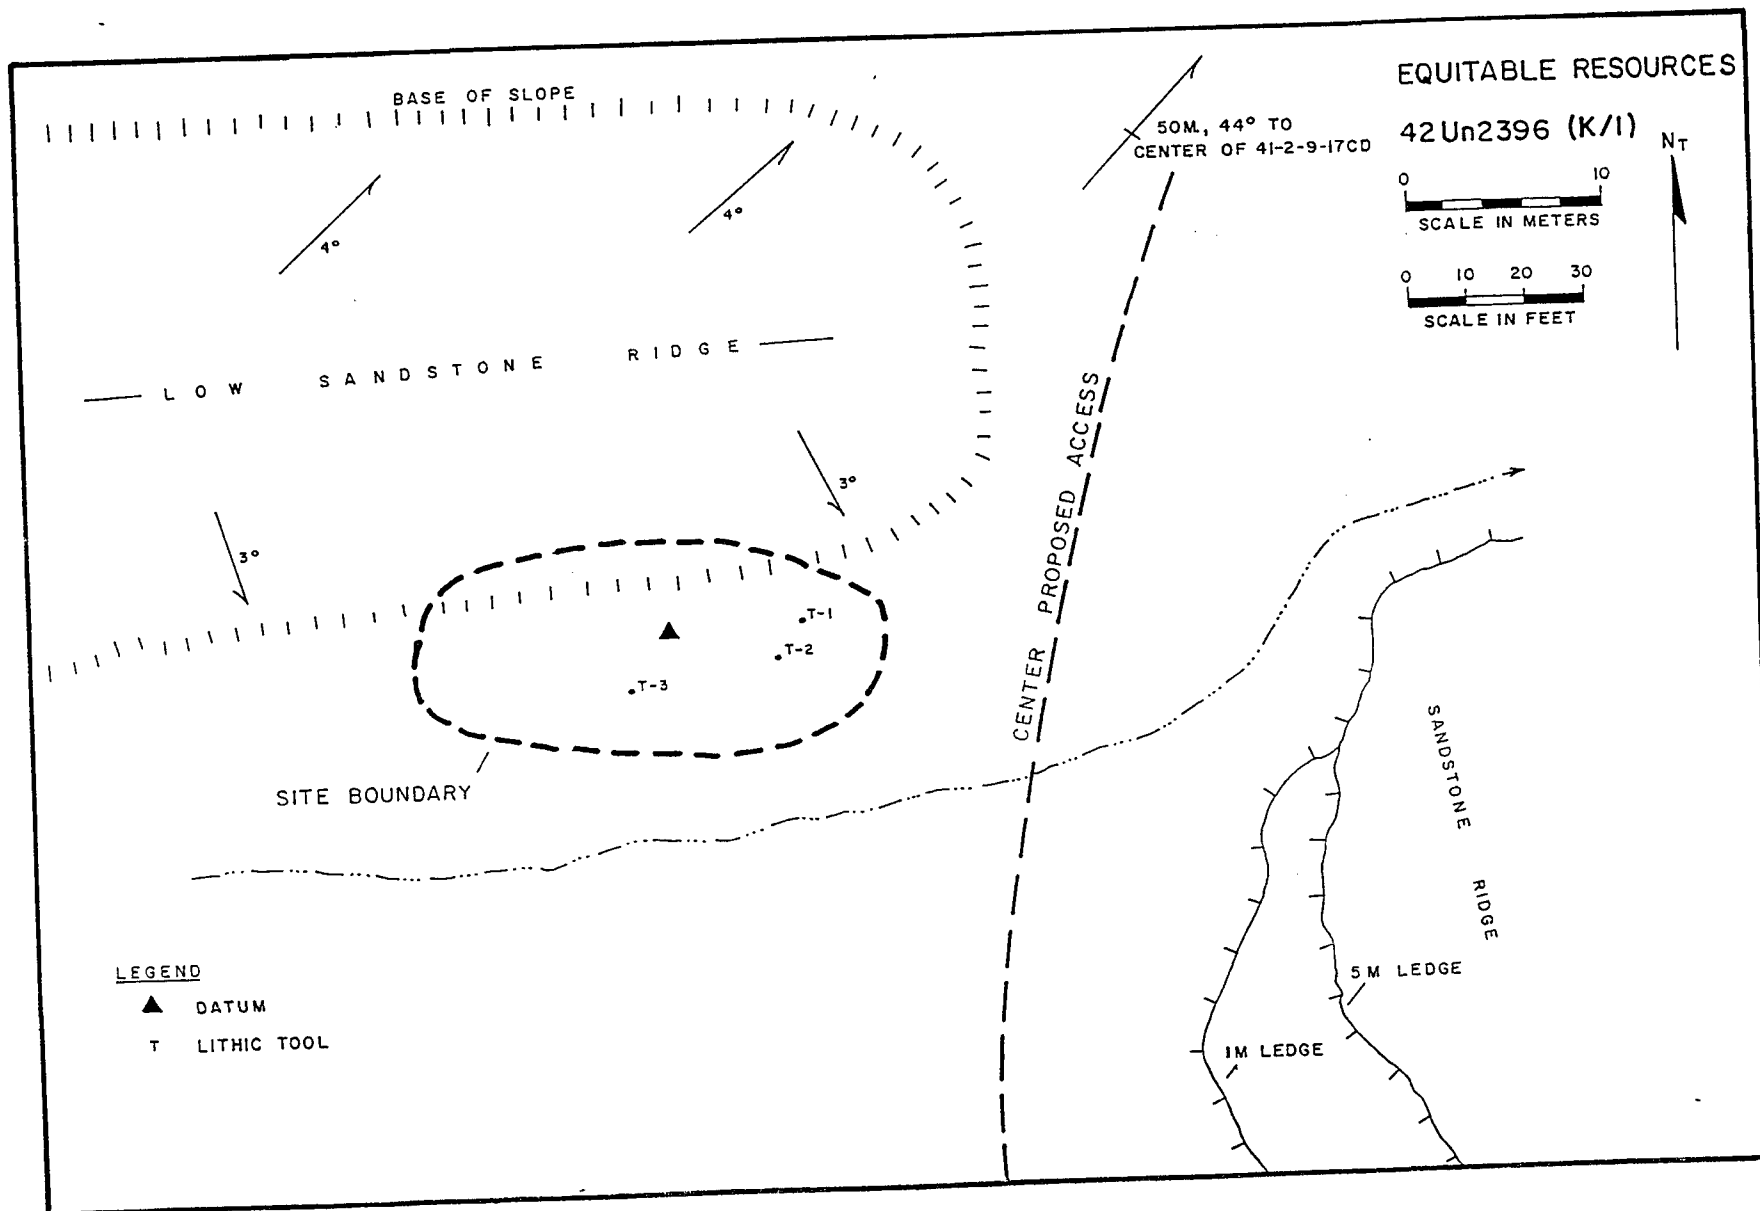 EQUITABLE RESOURCES
42Un2396 (K/1)
NT
0 10
SCALE IN METERS
0 10 20 30
SCALE IN FEET
BASE OF SLOPE
50M., 44° TO
CENTER OF 41-2-9-17CD
4°
4°
LOW SANDSTONE RIDGE
3°
3°
CENTER PROPOSED ACCESS
T-1
T-2
T-3
SITE BOUNDARY
SANDSTONE RIDGE
5M LEDGE
1M LEDGE
LEGEND
DATUM
T LITHIC TOOL